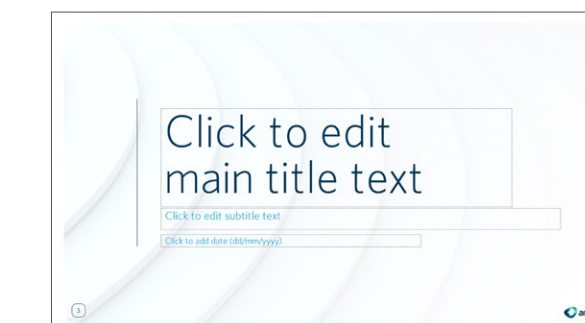 Click to edit
main title text
Click to edit subtitle text
Click to add date (dd/mm/yyyy)
3